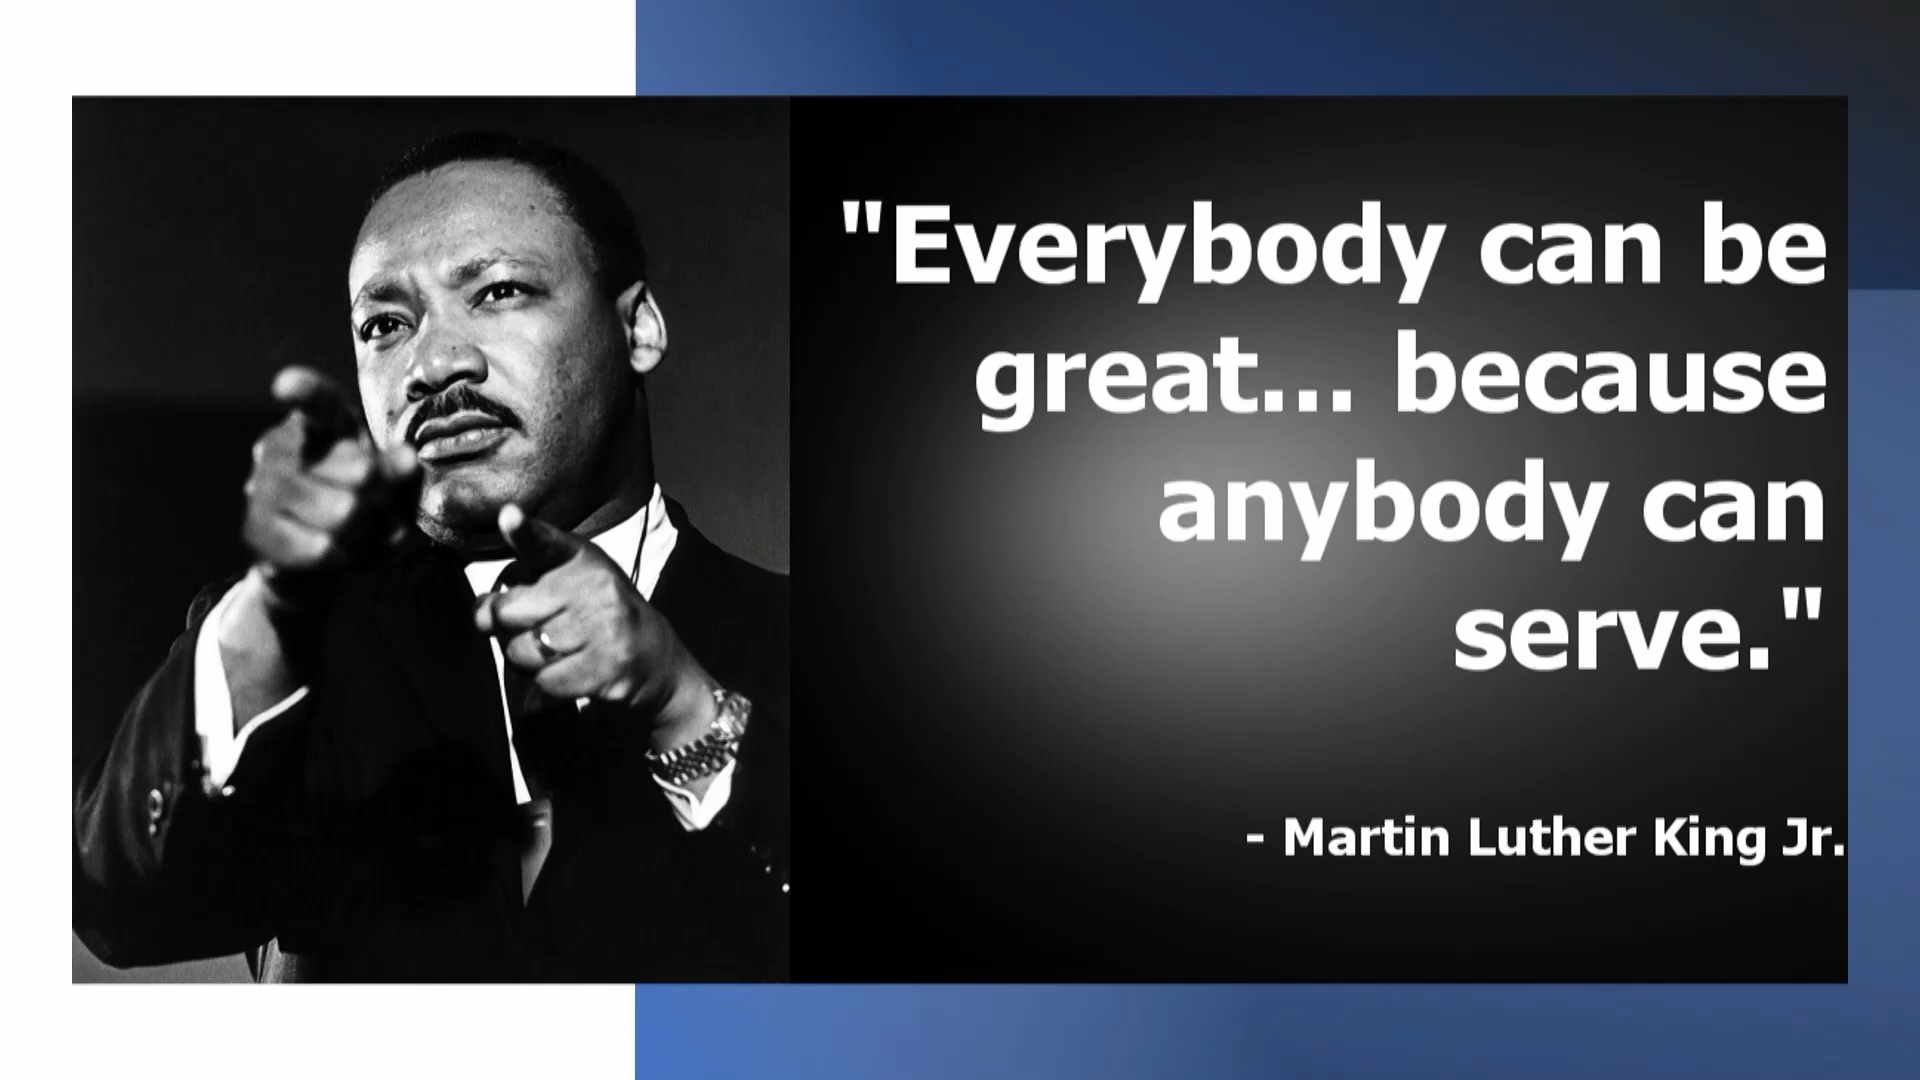 "Everybody can be
great... because
anybody can
serve."
- Martin Luther King Jr.